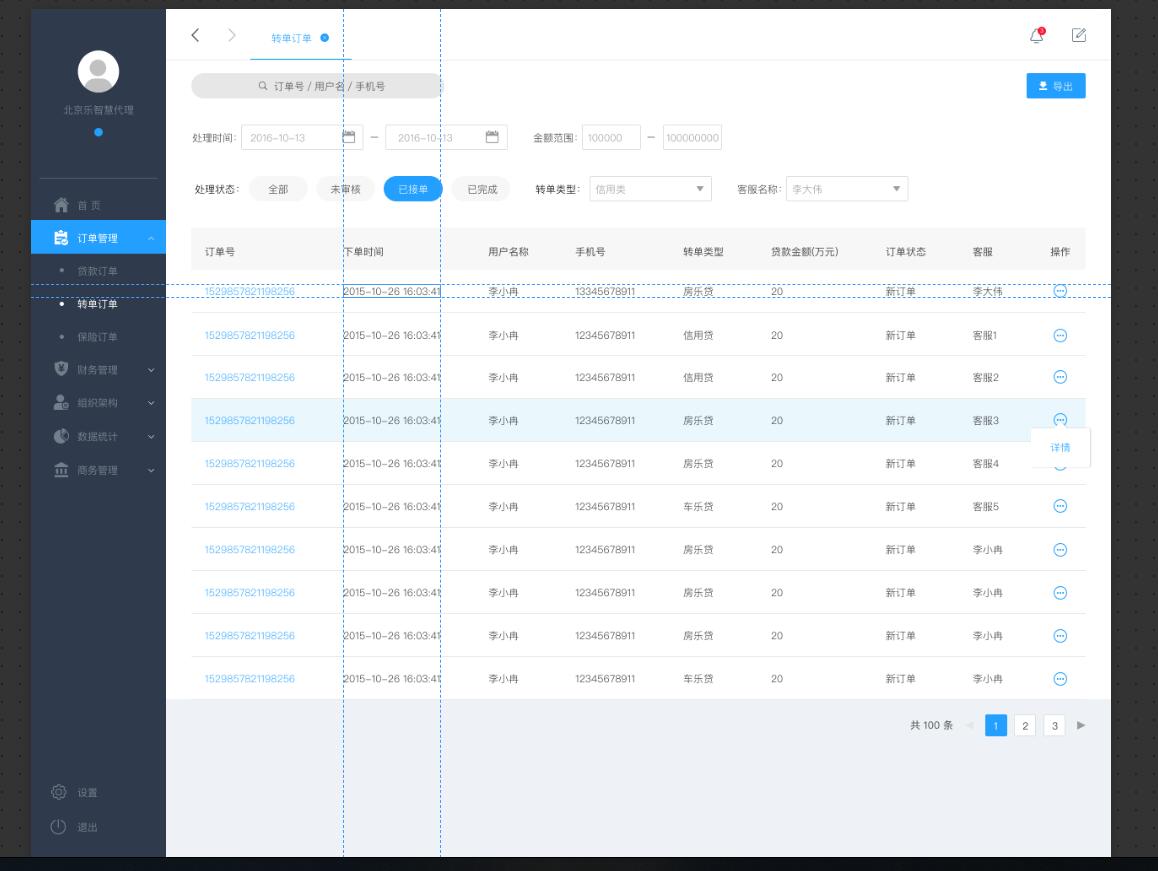 转单订单
3
北京乐智慧代理
订单号 / 用户名 / 手机号
导出
处理时间: 2016-10-13 — 2016-10-13 金额范围: 100000 — 100000000
处理状态: 全部 未审核 已接单 已完成 转单类型: 信用类 客服名称: 李大伟
首 页
订单管理
贷款订单
转单订单
保险订单
财务管理
组织架构
数据统计
商务管理
设置
退出
订单号 下单时间 用户名称 手机号 转单类型 贷款金额(万元) 订单状态 客服 操作
1529857821198256 2015-10-26 16:03:41 李小冉 13345678911 房乐贷 20 新订单 李大伟
1529857821198256 2015-10-26 16:03:41 李小冉 12345678911 信用贷 20 新订单 客服1
1529857821198256 2015-10-26 16:03:41 李小冉 12345678911 信用贷 20 新订单 客服2
1529857821198256 2015-10-26 16:03:41 李小冉 12345678911 房乐贷 20 新订单 客服3
详情
1529857821198256 2015-10-26 16:03:41 李小冉 12345678911 房乐贷 20 新订单 客服4
1529857821198256 2015-10-26 16:03:41 李小冉 12345678911 车乐贷 20 新订单 客服5
1529857821198256 2015-10-26 16:03:41 李小冉 12345678911 房乐贷 20 新订单 李小冉
1529857821198256 2015-10-26 16:03:41 李小冉 12345678911 房乐贷 20 新订单 李小冉
1529857821198256 2015-10-26 16:03:41 李小冉 12345678911 房乐贷 20 新订单 李小冉
1529857821198256 2015-10-26 16:03:41 李小冉 12345678911 车乐贷 20 新订单 李小冉
共 100 条 1 2 3